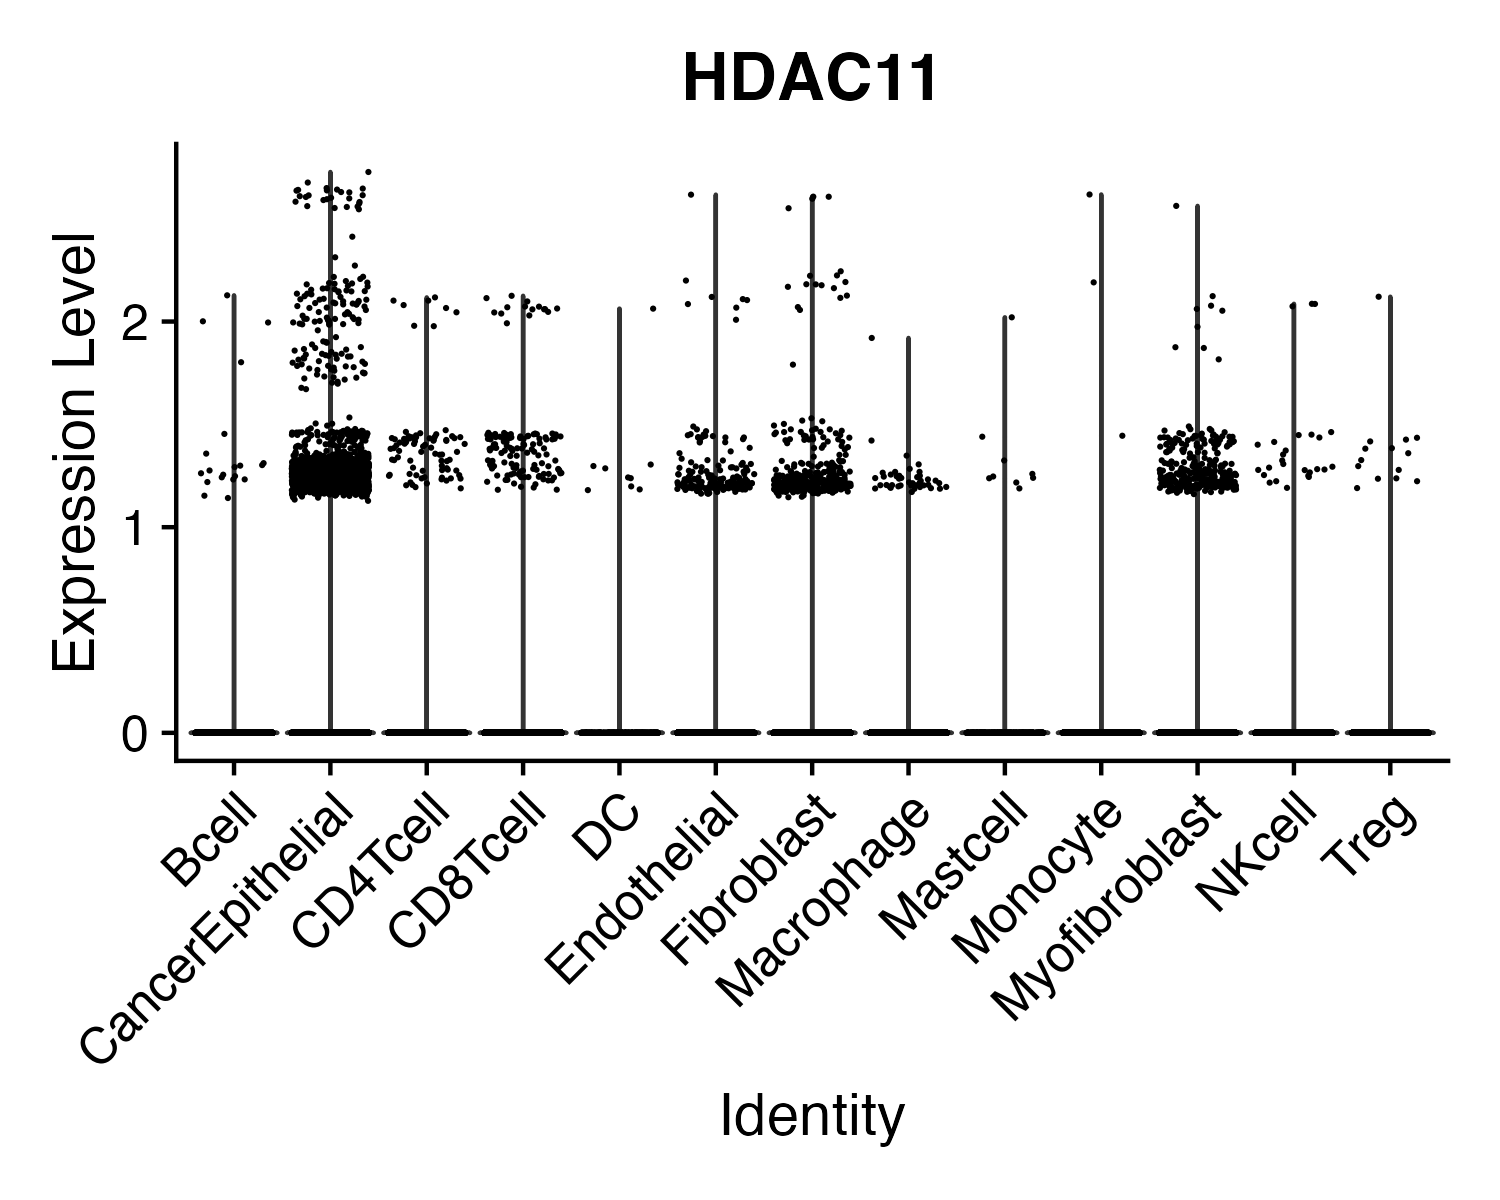 HDAC11
Expression Level
2
1
0
Bcell
CancerEpithelial
CD4Tcell
CD8Tcell
DC
Endothelial
Fibroblast
Macrophage
Mastcell
Monocyte
Myofibroblast
NKcell
Treg
Identity